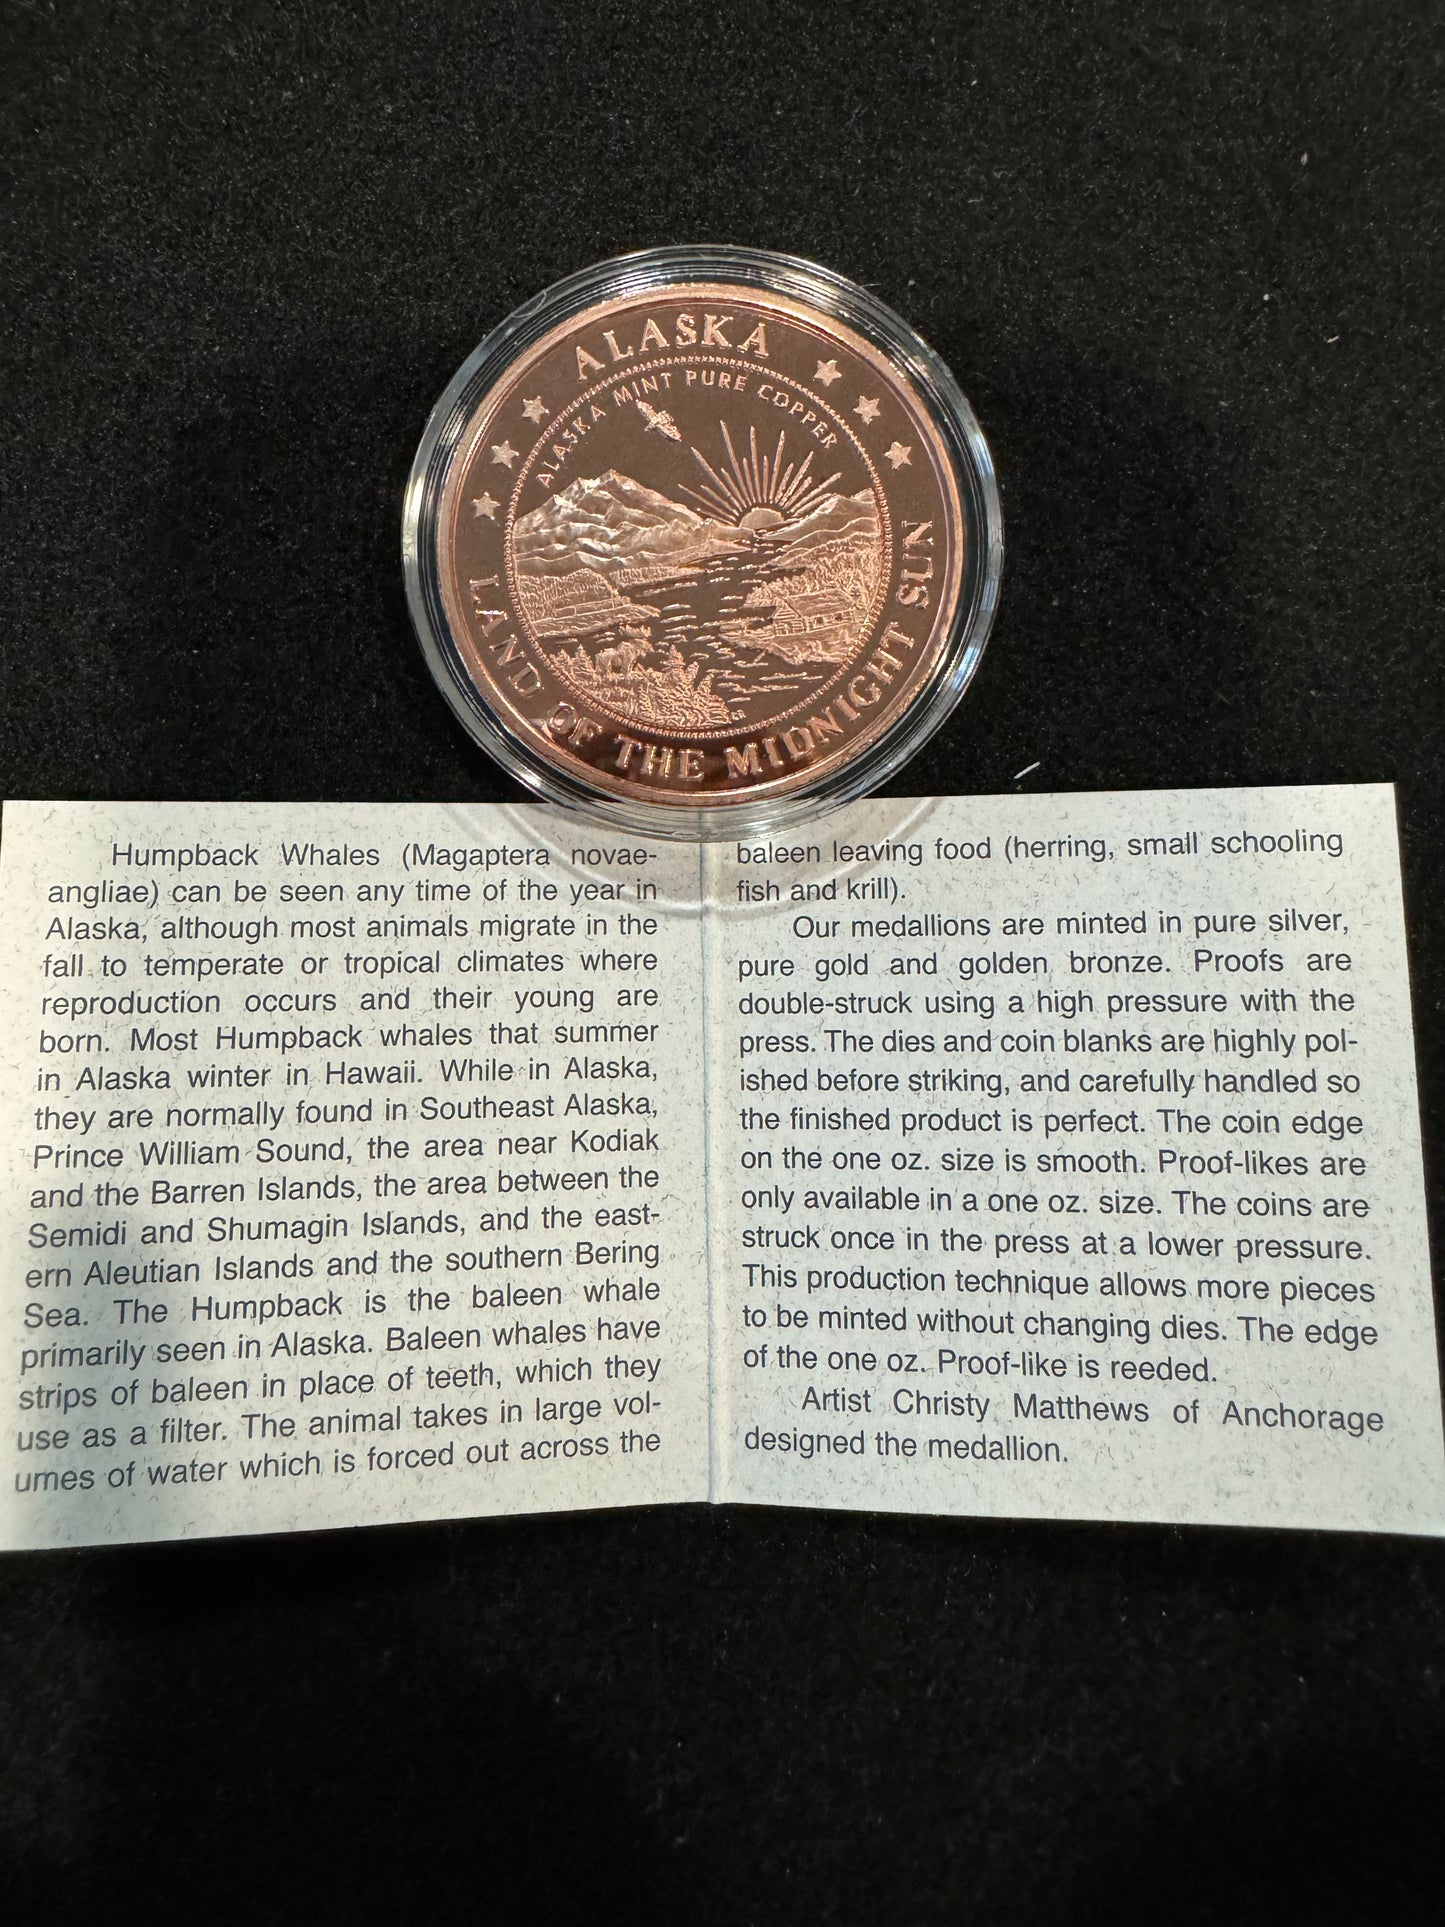 ALASKA
ALASKA MINT PURE COPPER
LAND OF THE MIDNIGHT SUN
Humpback Whales (Magaptera novae-
angliae) can be seen any time of the year in
Alaska, although most animals migrate in the
fall to temperate or tropical climates where
reproduction occurs and their young are
born. Most Humpback whales that summer
in Alaska winter in Hawaii. While in Alaska,
they are normally found in Southeast Alaska,
Prince William Sound, the area near Kodiak
and the Barren Islands, the area between the
Semidi and Shumagin Islands, and the east-
ern Aleutian Islands and the southern Bering
Sea. The Humpback is the baleen whale
primarily seen in Alaska. Baleen whales have
strips of baleen in place of teeth, which they
use as a filter. The animal takes in large vol-
umes of water which is forced out across the
baleen leaving food (herring, small schooling
fish and krill).
Our medallions are minted in pure silver,
pure gold and golden bronze. Proofs are
double-struck using a high pressure with the
press. The dies and coin blanks are highly pol-
ished before striking, and carefully handled so
the finished product is perfect. The coin edge
on the one oz. size is smooth. Proof-likes are
only available in a one oz. size. The coins are
struck once in the press at a lower pressure.
This production technique allows more pieces
to be minted without changing dies. The edge
of the one oz. Proof-like is reeded.
Artist Christy Matthews of Anchorage
designed the medallion.